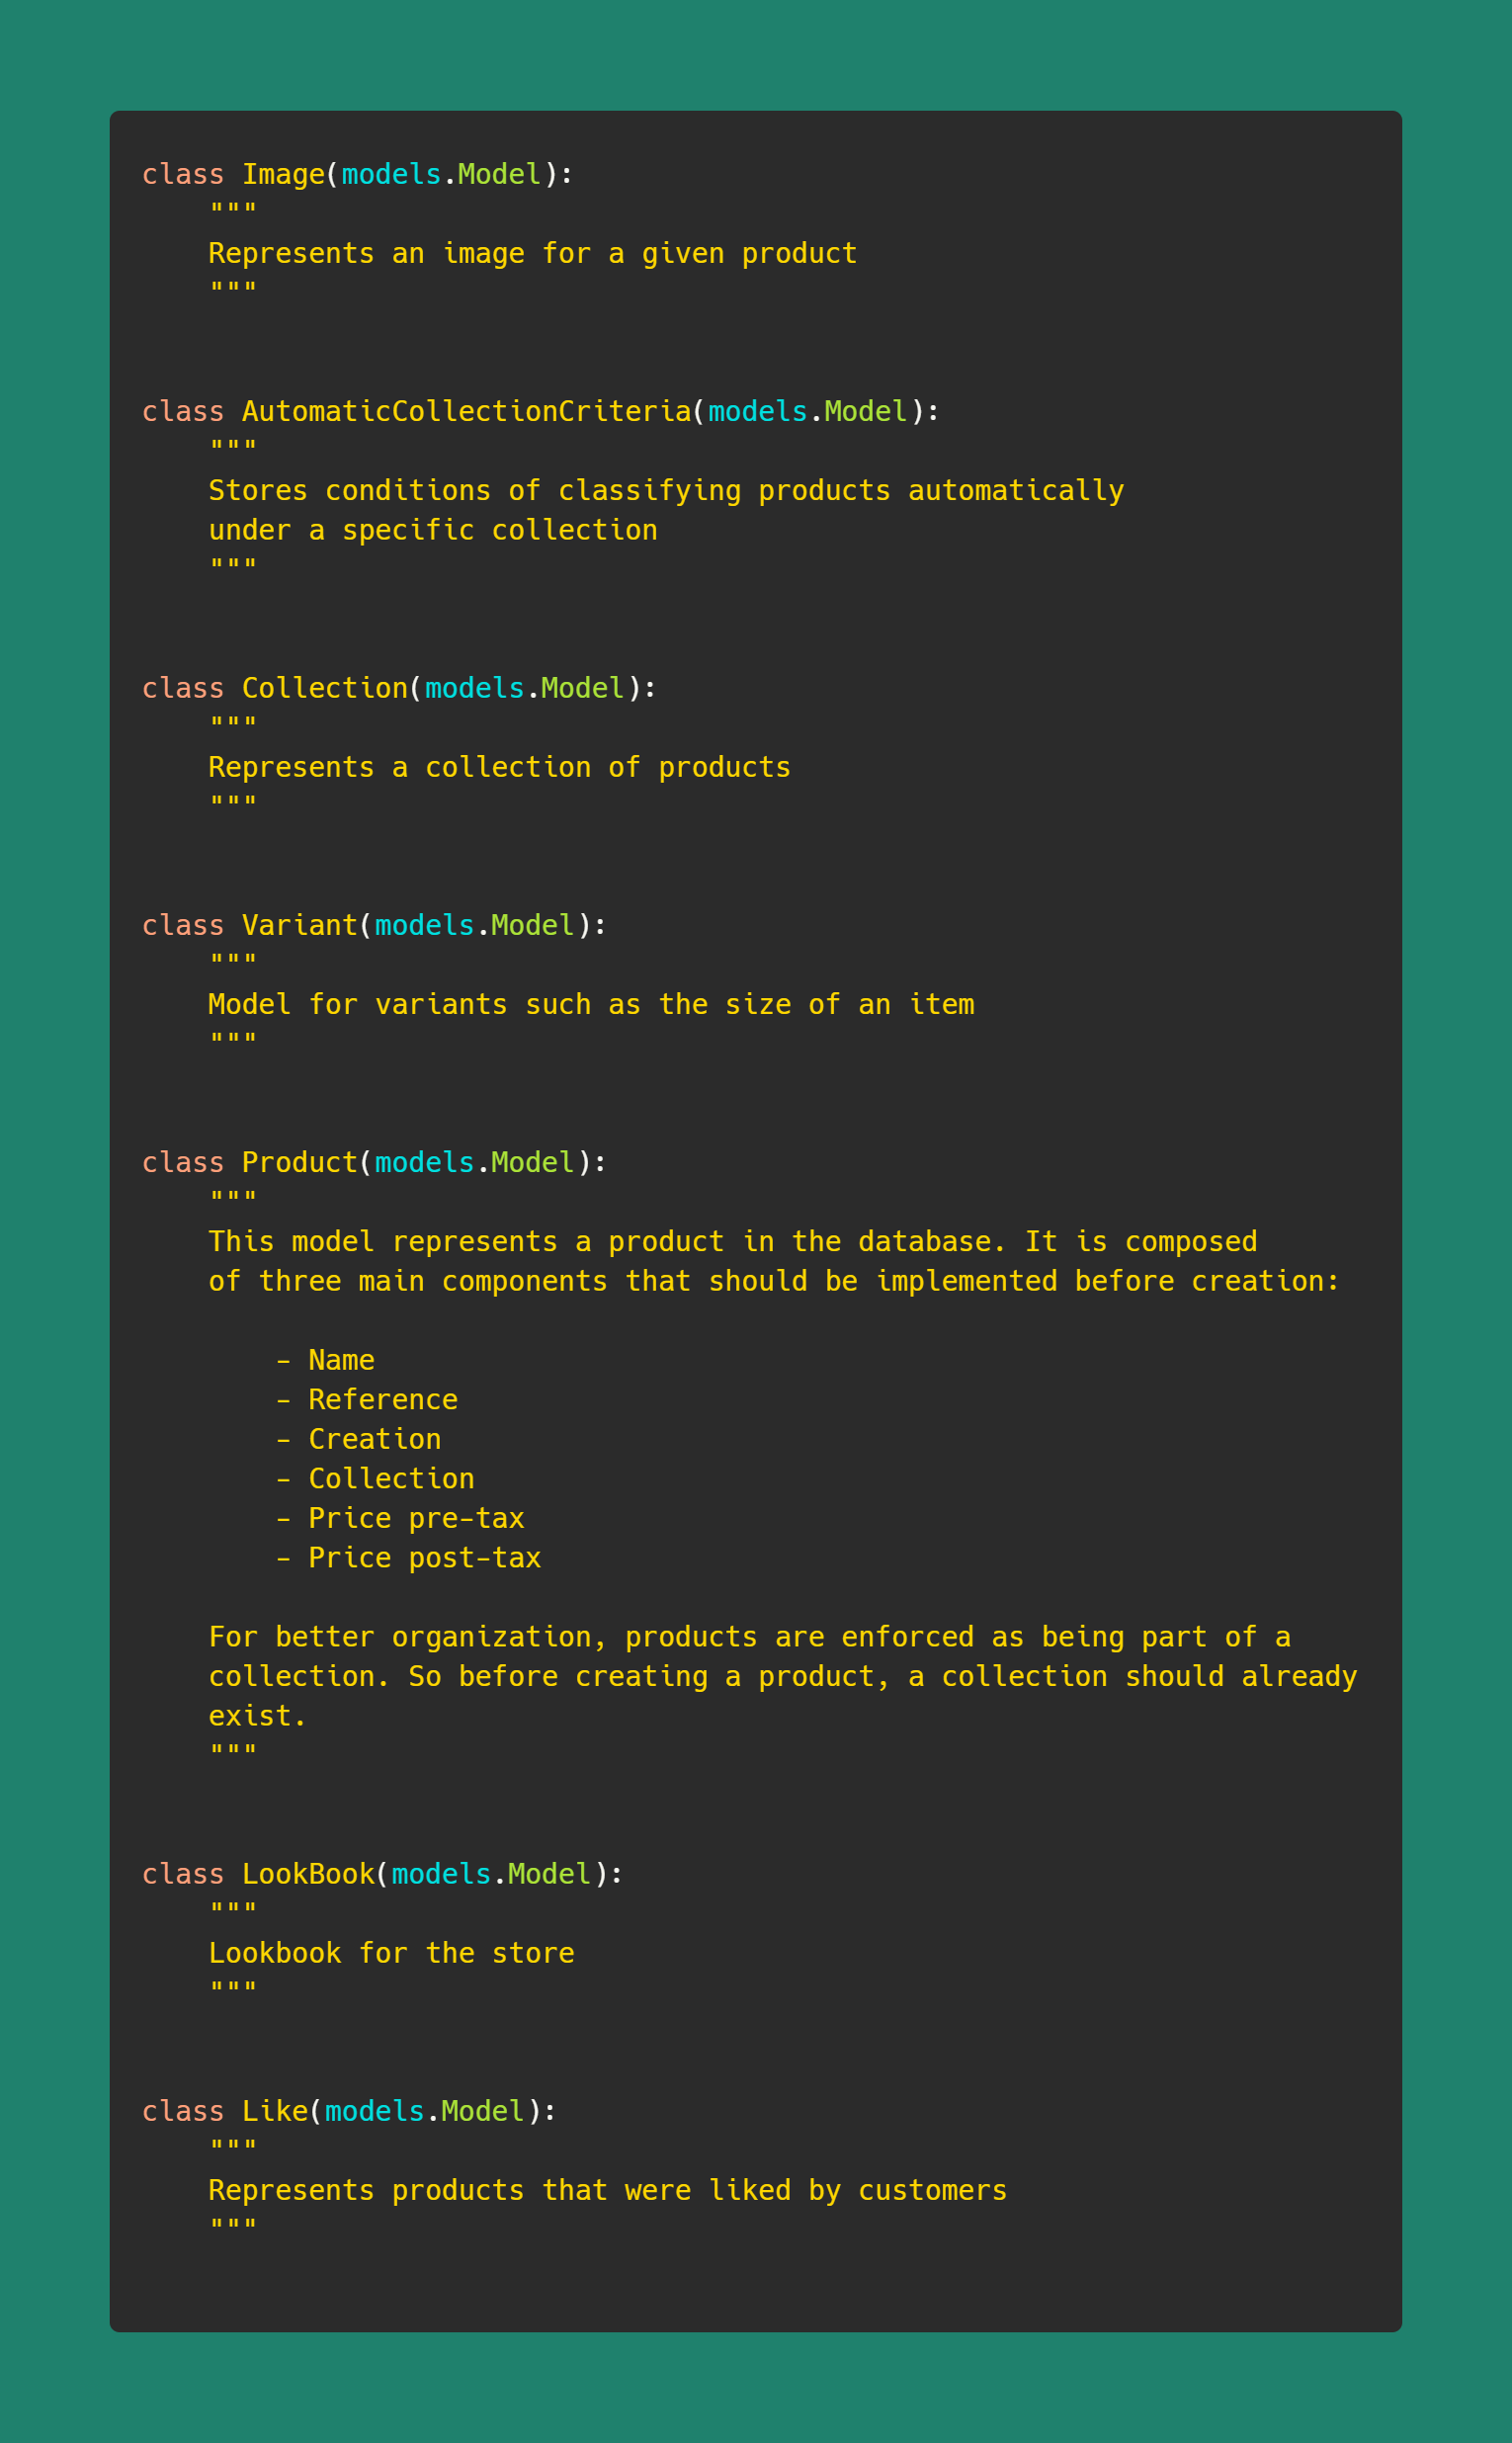 class Image(models.Model):
    """
    Represents an image for a given product
    """
class AutomaticCollectionCriteria(models.Model):
    """
    Stores conditions of classifying products automatically
    under a specific collection
    """
class Collection(models.Model):
    """
    Represents a collection of products
    """
class Variant(models.Model):
    """
    Model for variants such as the size of an item
    """
class Product(models.Model):
    """
    This model represents a product in the database. It is composed
    of three main components that should be implemented before creation:
        - Name
        - Reference
        - Creation
        - Collection
        - Price pre-tax
        - Price post-tax
    For better organization, products are enforced as being part of a
    collection. So before creating a product, a collection should already
    exist.
    """
class LookBook(models.Model):
    """
    Lookbook for the store
    """
class Like(models.Model):
    """
    Represents products that were liked by customers
    """